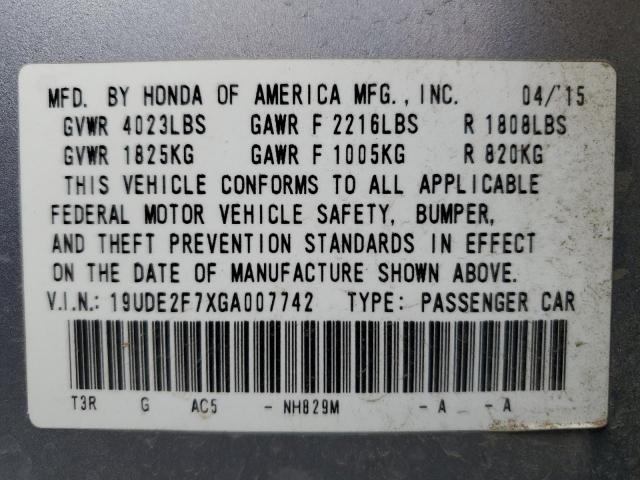 MFD. BY HONDA OF AMERICA MFG., INC. 04/'15
GVWR 4023LBS GAWR F 2216LBS R 1808LBS
GVWR 1825KG GAWR F 1005KG R 820KG
THIS VEHICLE CONFORMS TO ALL APPLICABLE
FEDERAL MOTOR VEHICLE SAFETY, BUMPER,
AND THEFT PREVENTION STANDARDS IN EFFECT
ON THE DATE OF MANUFACTURE SHOWN ABOVE.
V.I.N.: 19UDE2F7XGA007742 TYPE: PASSENGER CAR
T3R G AC5 - NH829M - A - A